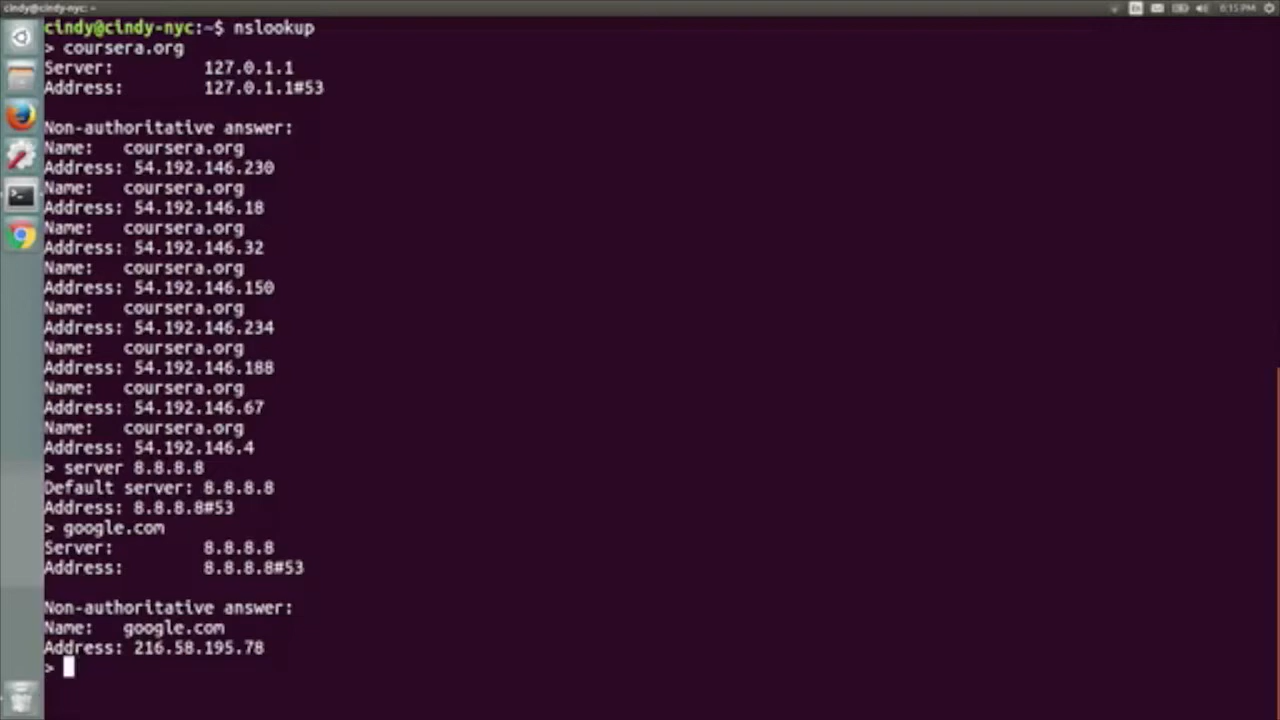 cindy@cindy-nyc: ~
6:15 PM
cindy@cindy-nyc:~$ nslookup
> coursera.org
Server: 127.0.1.1
Address: 127.0.1.1#53
Non-authoritative answer:
Name: coursera.org
Address: 54.192.146.230
Name: coursera.org
Address: 54.192.146.18
Name: coursera.org
Address: 54.192.146.32
Name: coursera.org
Address: 54.192.146.150
Name: coursera.org
Address: 54.192.146.234
Name: coursera.org
Address: 54.192.146.188
Name: coursera.org
Address: 54.192.146.67
Name: coursera.org
Address: 54.192.146.4
> server 8.8.8.8
Default server: 8.8.8.8
Address: 8.8.8.8#53
> google.com
Server: 8.8.8.8
Address: 8.8.8.8#53
Non-authoritative answer:
Name: google.com
Address: 216.58.195.78
>